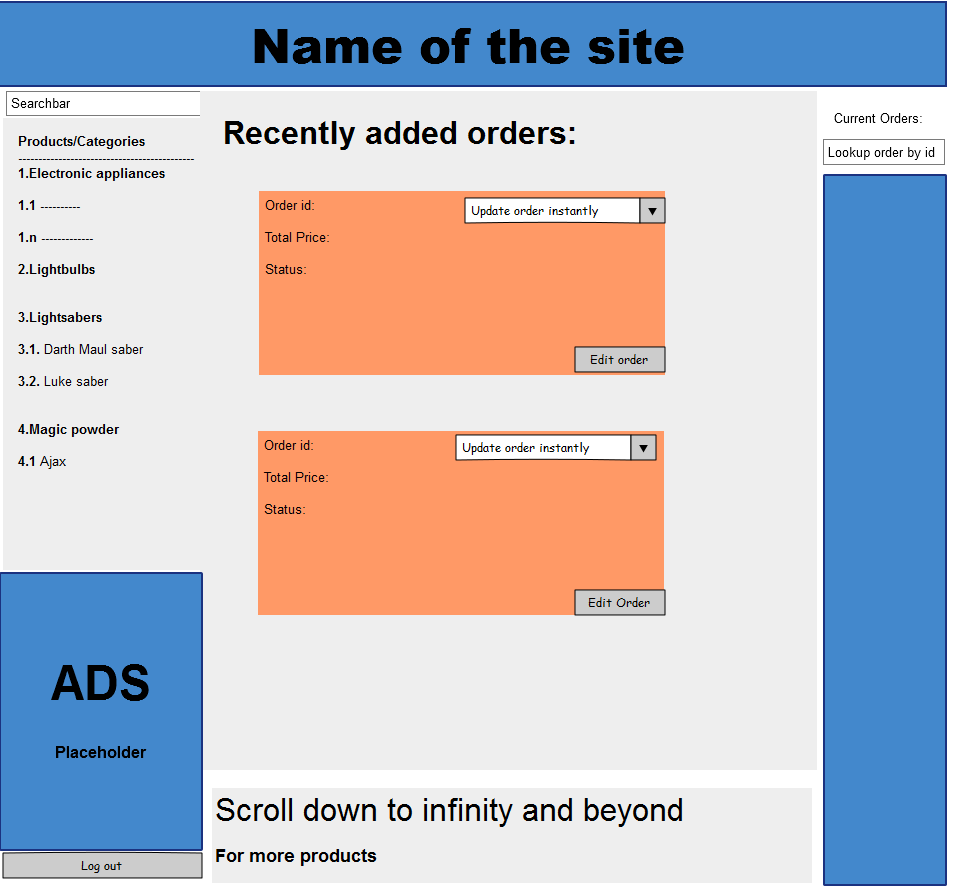 Name of the site
Searchbar
Products/Categories
--------------------------------------------
1.Electronic appliances
1.1 ----------
1.n -------------
2.Lightbulbs
3.Lightsabers
3.1. Darth Maul saber
3.2. Luke saber
4.Magic powder
4.1 Ajax
ADS
Placeholder
Log out
Recently added orders:
Order id:
Update order instantly
Total Price:
Status:
Edit order
Order id:
Update order instantly
Total Price:
Status:
Edit Order
Scroll down to infinity and beyond
For more products
Current Orders:
Lookup order by id